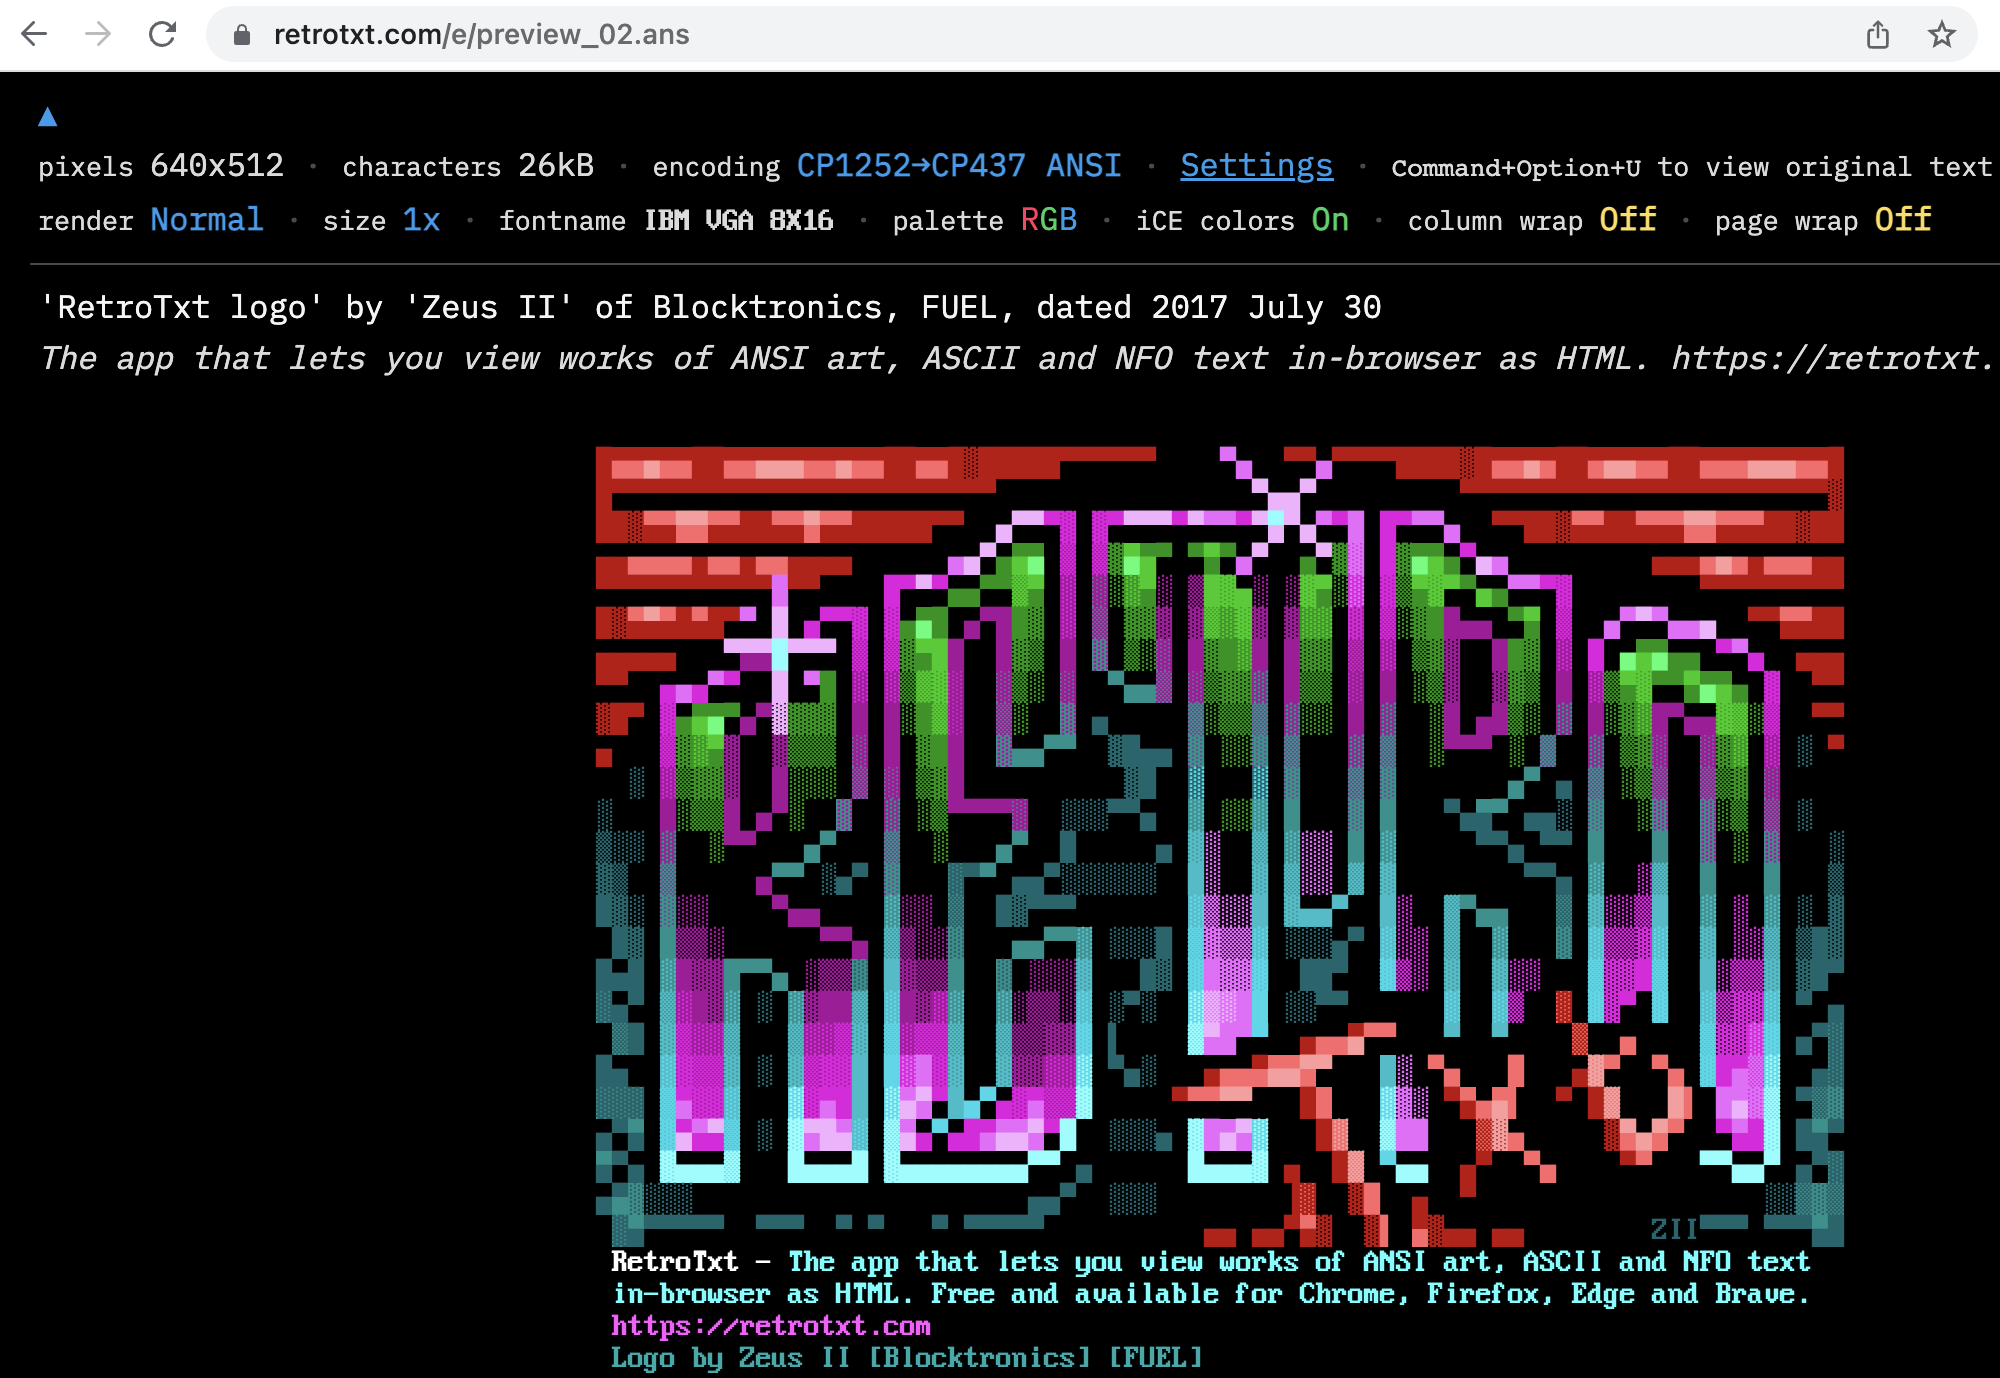 retrotxt.com/e/preview_02.ans
▲
pixels 640x512 · characters 26kB · encoding CP1252→CP437 ANSI · Settings · Command+Option+U to view original text
render Normal · size 1x · fontname IBM VGA 8X16 · palette RGB · iCE colors On · column wrap Off · page wrap Off
'RetroTxt logo' by 'Zeus II' of Blocktronics, FUEL, dated 2017 July 30
The app that lets you view works of ANSI art, ASCII and NFO text in-browser as HTML. https://retrotxt.
RETRO
Txt
ZII
RetroTxt - The app that lets you view works of ANSI art, ASCII and NFO text
in-browser as HTML. Free and available for Chrome, Firefox, Edge and Brave.
https://retrotxt.com
Logo by Zeus II [Blocktronics] [FUEL]